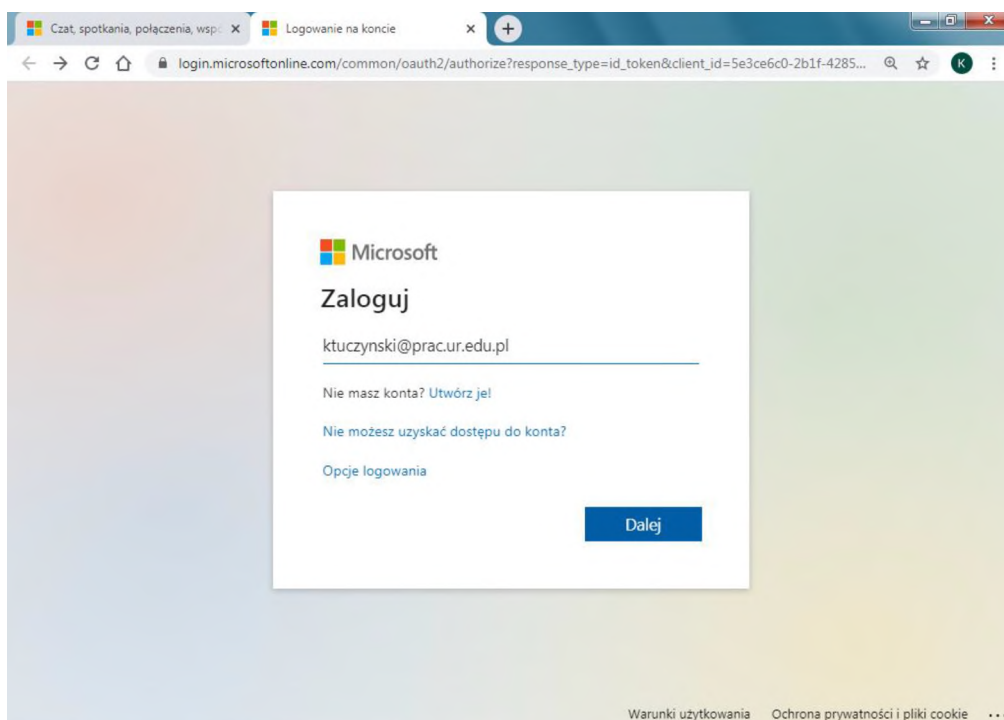 Czat, spotkania, połączenia, wspó
Logowanie na koncie
login.microsoftonline.com/common/oauth2/authorize?response_type=id_token&client_id=5e3ce6c0-2b1f-4285...
K
Microsoft
Zaloguj
ktuczynski@prac.ur.edu.pl
Nie masz konta? Utwórz je!
Nie możesz uzyskać dostępu do konta?
Opcje logowania
Dalej
Warunki użytkowania Ochrona prywatności i pliki cookie ..